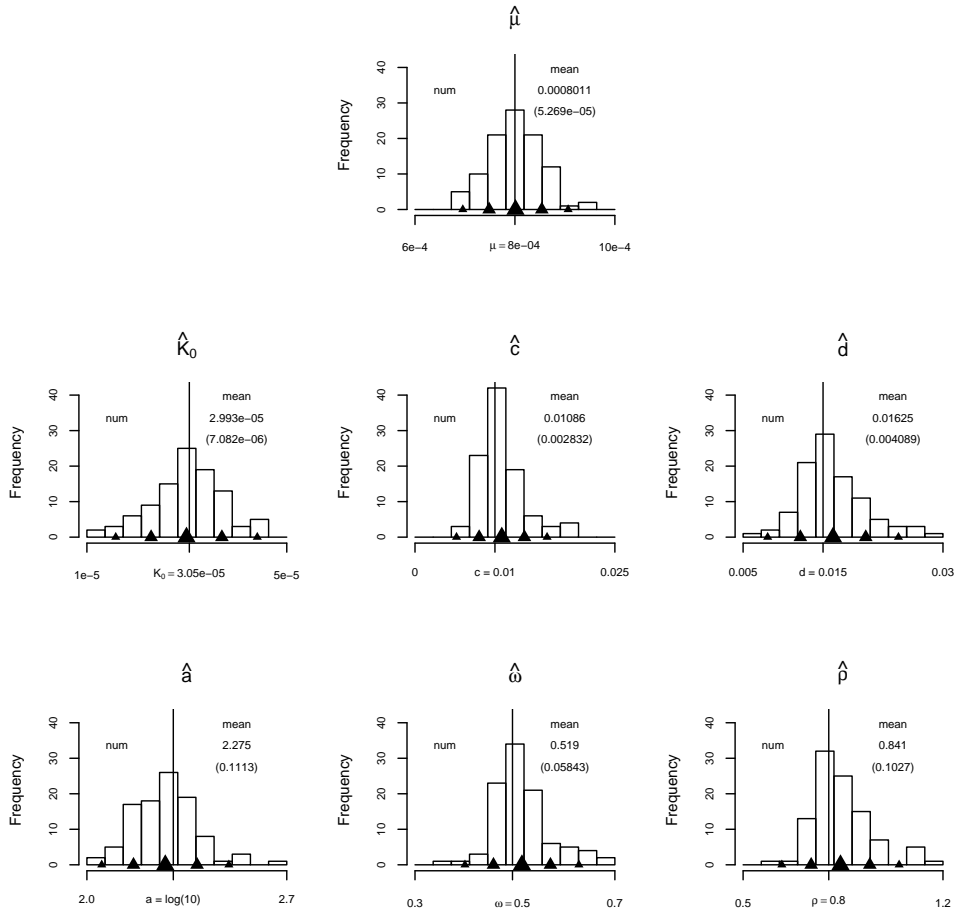 μ̂
Frequency
0 10 20 30 40
num
mean
0.0008011
(5.269e−05)
6e−4 μ = 8e−04 10e−4
K̂₀
Frequency
0 10 20 30 40
num
mean
2.993e−05
(7.082e−06)
1e−5 K₀ = 3.05e−05 5e−5
ĉ
Frequency
0 10 20 30 40
num
mean
0.01086
(0.002832)
0 c = 0.01 0.025
d̂
Frequency
0 10 20 30 40
num
mean
0.01625
(0.004089)
0.005 d = 0.015 0.03
â
Frequency
0 10 20 30 40
num
mean
2.275
(0.1113)
2.0 a = log(10) 2.7
ω̂
Frequency
0 10 20 30 40
num
mean
0.519
(0.05843)
0.3 ω = 0.5 0.7
ρ̂
Frequency
0 10 20 30 40
num
mean
0.841
(0.1027)
0.5 ρ = 0.8 1.2